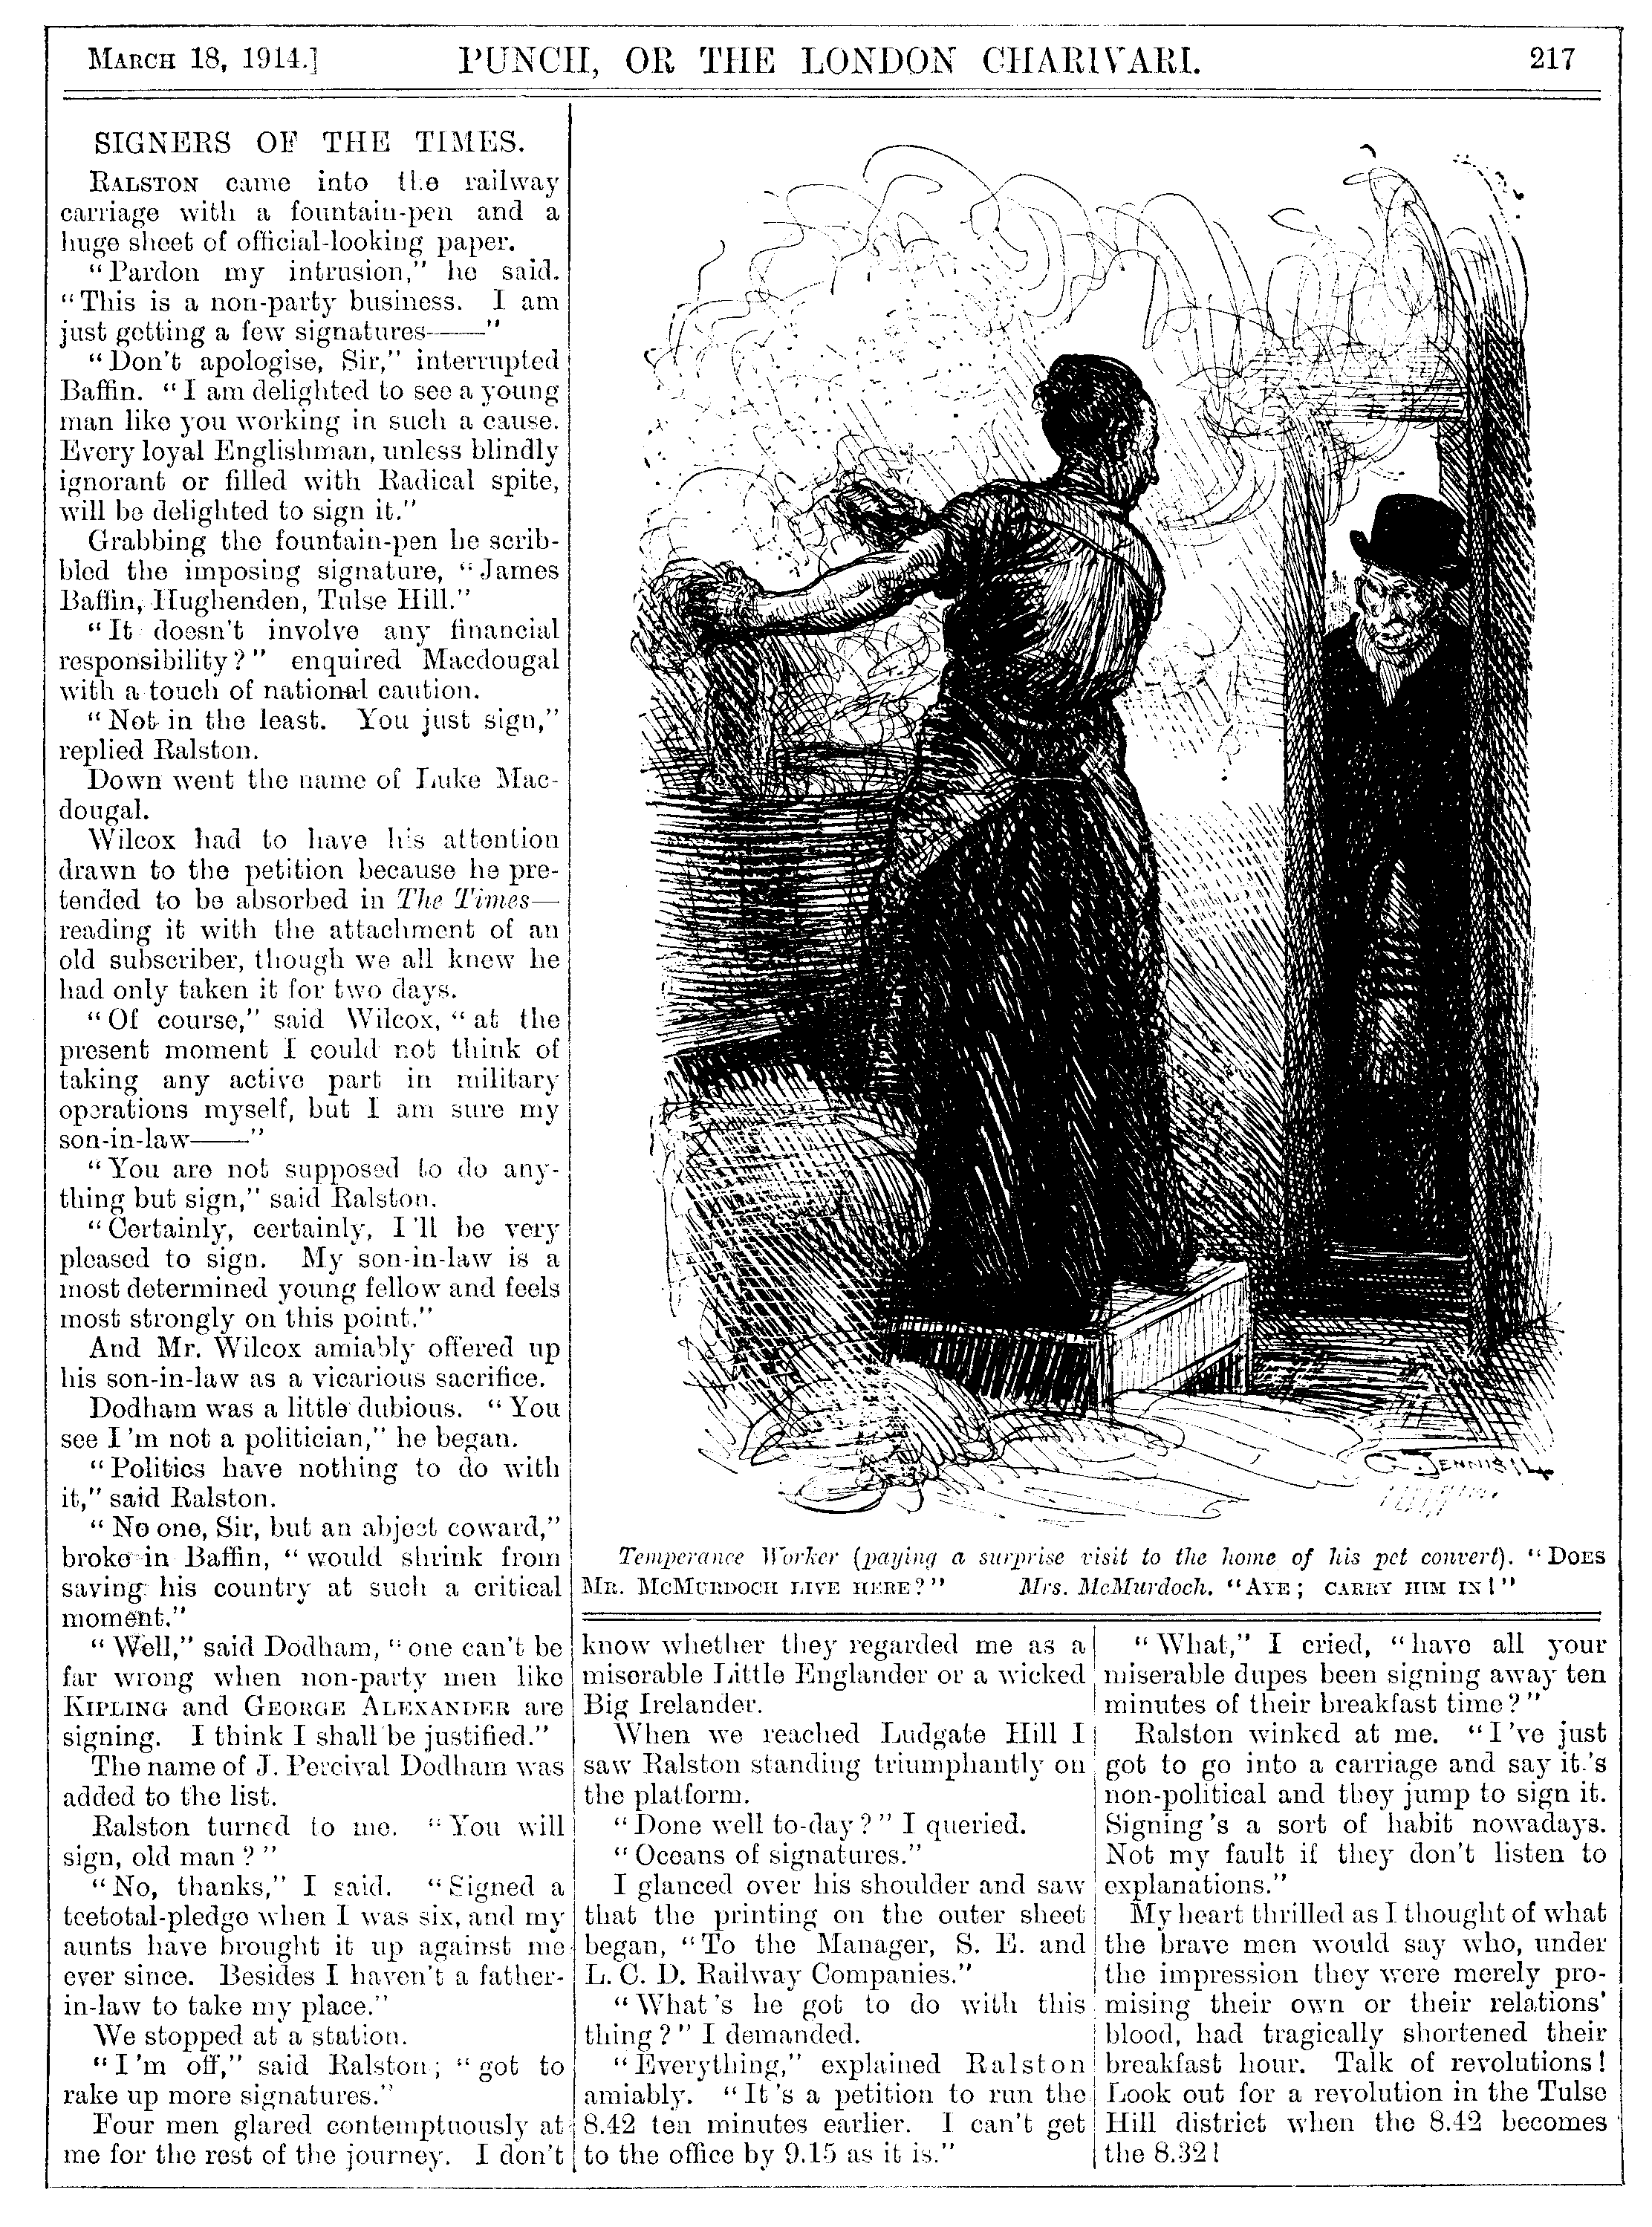 MARCH 18, 1914.] PUNCH, OR THE LONDON CHARIVARI. 217
SIGNERS OF THE TIMES.
RALSTON came into the railway
carriage with a fountain-pen and a
huge sheet of official-looking paper.
"Pardon my intrusion," he said.
"This is a non-party business. I am
just getting a few signatures——"
"Don't apologise, Sir," interrupted
Baffin. "I am delighted to see a young
man like you working in such a cause.
Every loyal Englishman, unless blindly
ignorant or filled with Radical spite,
will be delighted to sign it."
Grabbing the fountain-pen he scrib-
bled the imposing signature, "James
Baffin, Hughenden, Tulse Hill."
"It doesn't involve any financial
responsibility?" enquired Macdougal
with a touch of national caution.
"Not in the least. You just sign,"
replied Ralston.
Down went the name of Luke Mac-
dougal.
Wilcox had to have his attention
drawn to the petition because he pre-
tended to be absorbed in The Times—
reading it with the attachment of an
old subscriber, though we all knew he
had only taken it for two days.
"Of course," said Wilcox, "at the
present moment I could not think of
taking any active part in military
operations myself, but I am sure my
son-in-law——"
"You are not supposed to do any-
thing but sign," said Ralston.
"Certainly, certainly, I'll be very
pleased to sign. My son-in-law is a
most determined young fellow and feels
most strongly on this point."
And Mr. Wilcox amiably offered up
his son-in-law as a vicarious sacrifice.
Dodham was a little dubious. "You
see I'm not a politician," he began.
"Politics have nothing to do with
it," said Ralston.
"No one, Sir, but an abject coward,"
broke in Baffin, "would shrink from
saving his country at such a critical
moment."
"Well," said Dodham, "one can't be
far wrong when non-party men like
KIPLING and GEORGE ALEXANDER are
signing. I think I shall be justified."
The name of J. Percival Dodham was
added to the list.
Ralston turned to me. "You will
sign, old man?"
"No, thanks," I said. "Signed a
teetotal-pledge when I was six, and my
aunts have brought it up against me
ever since. Besides I haven't a father-
in-law to take my place."
We stopped at a station.
"I'm off," said Ralston; "got to
rake up more signatures."
Four men glared contemptuously at
me for the rest of the journey. I don't
G. JENNIS 14
Temperance Worker (paying a surprise visit to the home of his pet convert). "DOES
MR. MCMURDOCH LIVE HERE?" Mrs. McMurdoch. "AYE; CARRY HIM IN!"
know whether they regarded me as a
miserable Little Englander or a wicked
Big Irelander.
When we reached Ludgate Hill I
saw Ralston standing triumphantly on
the platform.
"Done well to-day?" I queried.
"Oceans of signatures."
I glanced over his shoulder and saw
that the printing on the outer sheet
began, "To the Manager, S. E. and
L. C. D. Railway Companies."
"What's he got to do with this
thing?" I demanded.
"Everything," explained Ralston
amiably. "It's a petition to run the
8.42 ten minutes earlier. I can't get
to the office by 9.15 as it is."
"What," I cried, "have all your
miserable dupes been signing away ten
minutes of their breakfast time?"
Ralston winked at me. "I've just
got to go into a carriage and say it's
non-political and they jump to sign it.
Signing's a sort of habit nowadays.
Not my fault if they don't listen to
explanations."
My heart thrilled as I thought of what
the brave men would say who, under
the impression they were merely pro-
mising their own or their relations'
blood, had tragically shortened their
breakfast hour. Talk of revolutions!
Look out for a revolution in the Tulse
Hill district when the 8.42 becomes
the 8.32!